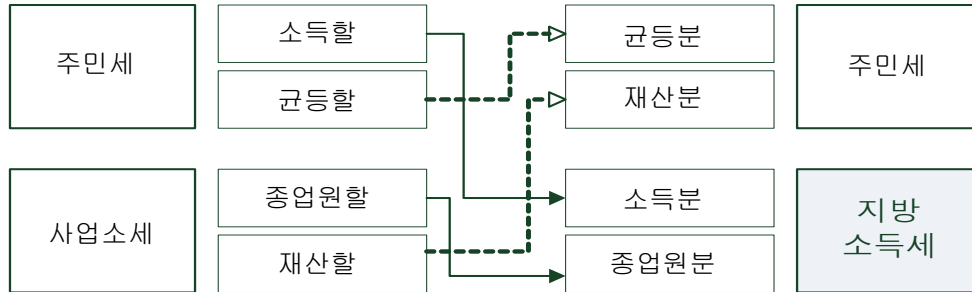 주민세
소득할
균등할
균등분
재산분
주민세
사업소세
종업원할
재산할
소득분
종업원분
지방
소득세